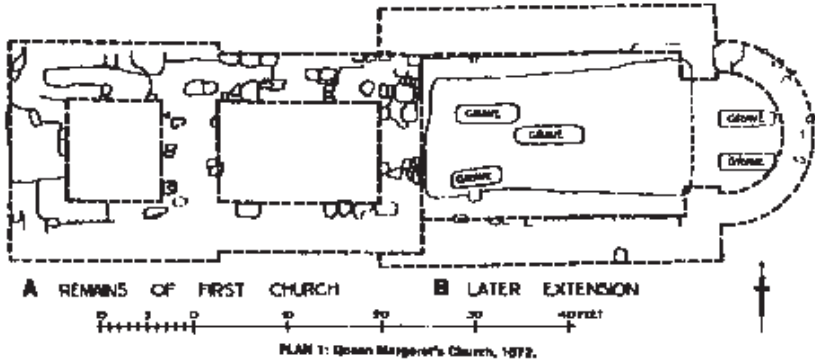 GRAVE
GRAVE
GRAVE
GRAVE
GRAVE
A REMAINS OF FIRST CHURCH
B LATER EXTENSION
10 5 0 10 20 30 40 FEET
PLAN 1: Queen Margaret's Church, 1072.